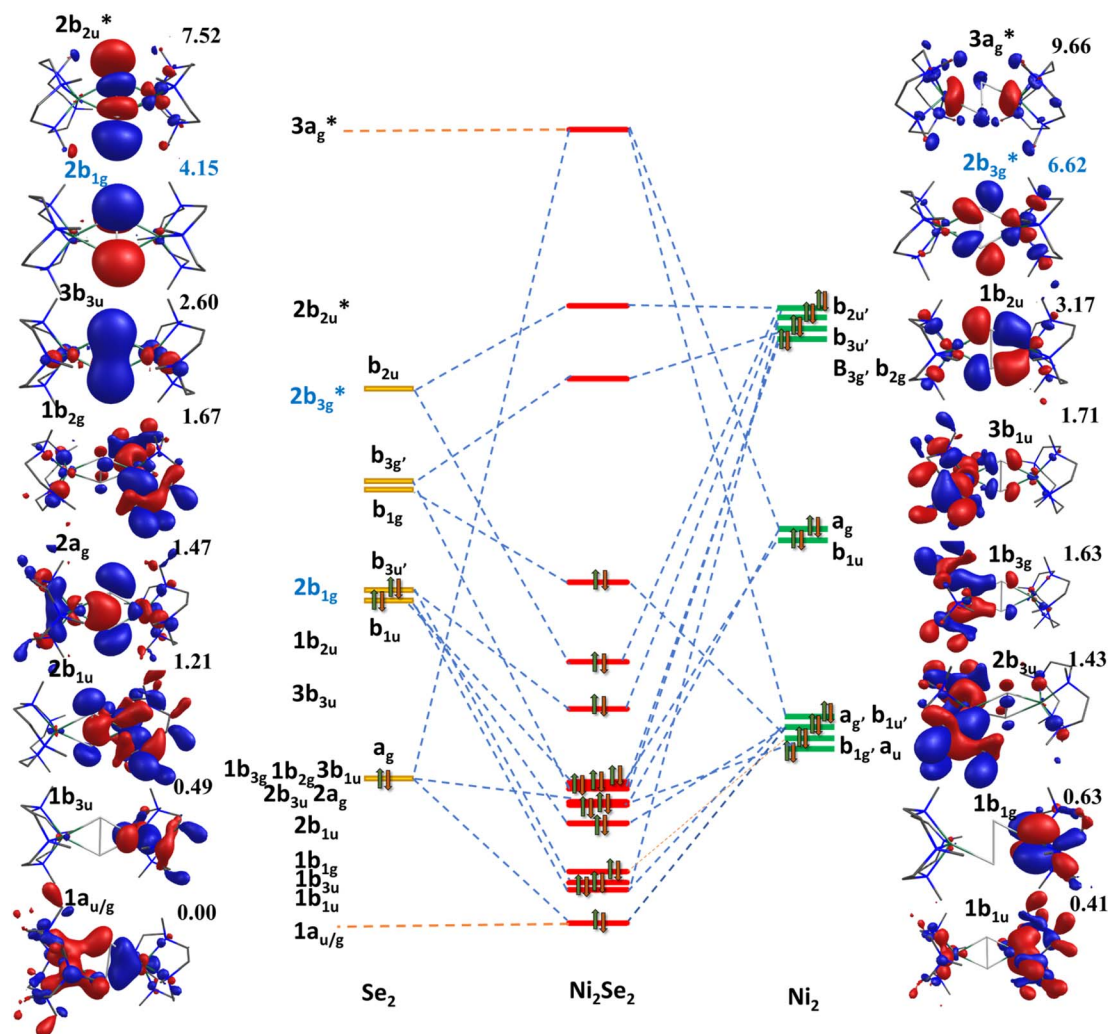 2b2u*
7.52
2b1g
4.15
3b3u
2.60
1b2g
1.67
2ag
1.47
2b1u
1.21
1b3u
0.49
1au/g
0.00
3ag*
2b2u*
2b3g*
2b1g
1b2u
3b3u
1b3g 1b2g 3b1u
2b3u 2ag
2b1u
1b1g
1b3u
1b1u
1au/g
b2u
b3g'
b1g
b3u'
b1u
ag
b2u'
b3u'
B3g' b2g
ag
b1u
ag' b1u'
b1g' au
Se2
Ni2Se2
Ni2
3ag*
9.66
2b3g*
6.62
1b2u
3.17
3b1u
1.71
1b3g
1.63
2b3u
1.43
1b1g
0.63
1b1u
0.41